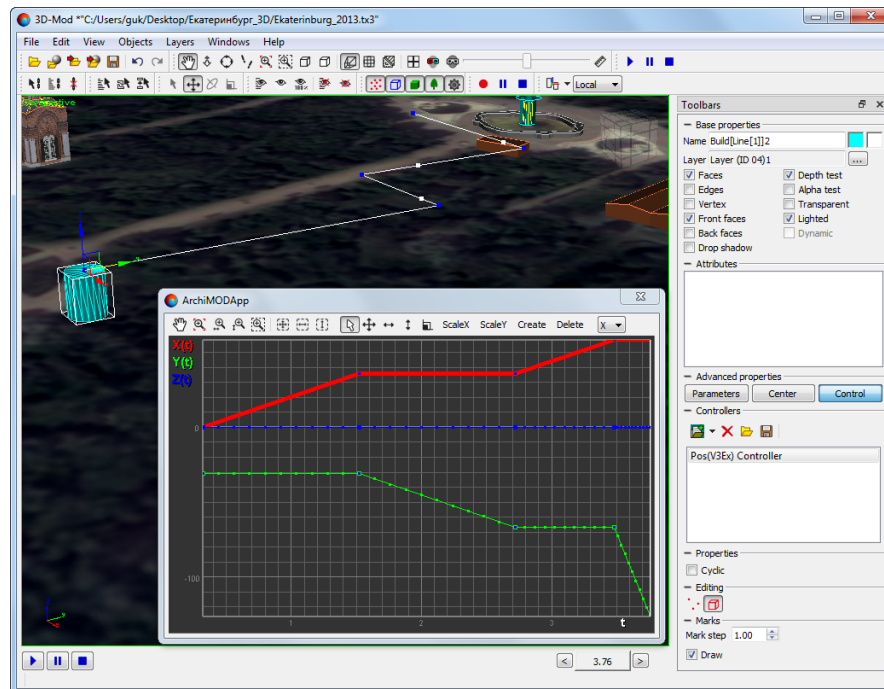 3D-Mod *"C:/Users/guk/Desktop/Екатеринбург_3D/Ekaterinburg_2013.tx3"
File Edit View Objects Layers Windows Help
Local
Toolbars
Base properties
Name Build[Line[1]]2
Layer Layer (ID 04)1 ...
Faces Depth test
Edges Alpha test
Vertex Transparent
Front faces Lighted
Back faces Dynamic
Drop shadow
Attributes
Advanced properties
Parameters Center Control
Controllers
Pos(V3Ex) Controller
Properties
Cyclic
Editing
Marks
Mark step 1.00
Draw
ArchiMODApp
ScaleX ScaleY Create Delete X
X(t)
Y(t)
Z(t)
0
-100
1 2 3 t
< 3.76 >